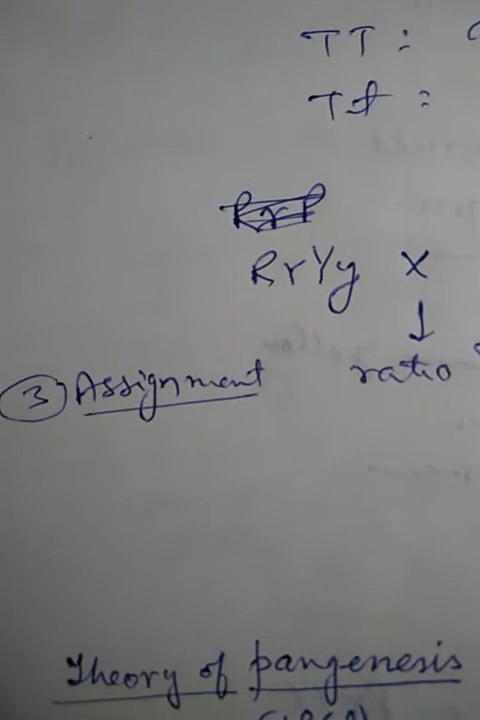 TT :
Tt :
RrYy ×
↓
③ Assignment ratio
Theory of pangenesis